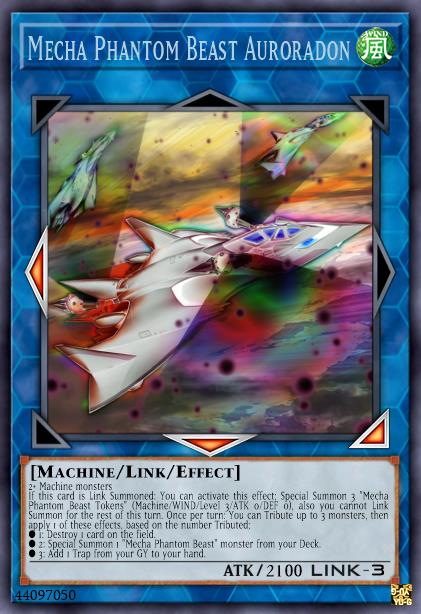 MECHA PHANTOM BEAST AURORADON
WIND
風
[MACHINE/LINK/EFFECT]
2+ Machine monsters
If this card is Link Summoned: You can activate this effect; Special Summon 3 "Mecha
Phantom Beast Tokens" (Machine/WIND/Level 3/ATK 0/DEF 0), also you cannot Link
Summon for the rest of this turn. Once per turn: You can Tribute up to 3 monsters, then
apply 1 of these effects, based on the number Tributed;
● 1: Destroy 1 card on the field.
● 2: Special Summon 1 "Mecha Phantom Beast" monster from your Deck.
● 3: Add 1 Trap from your GY to your hand.
ATK/2100 LINK-3
44097050